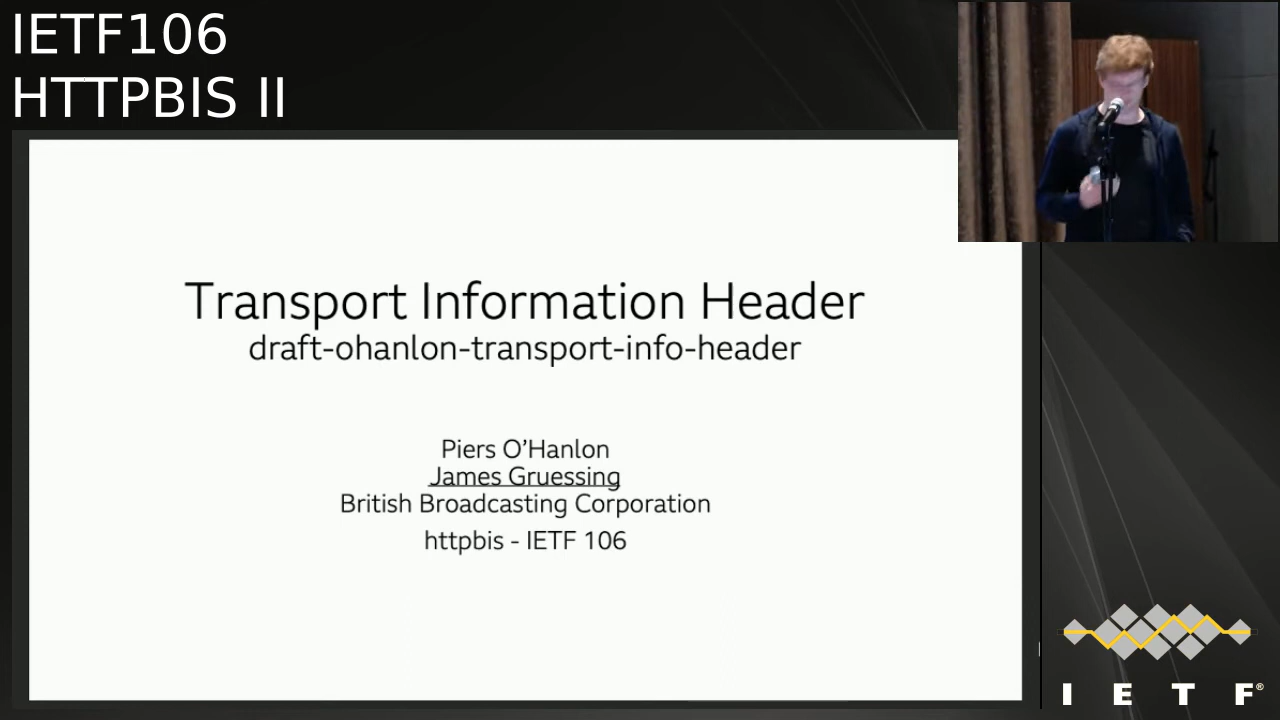 IETF106
HTTPBIS II
Transport Information Header
draft-ohanlon-transport-info-header
Piers O’Hanlon
James Gruessing
British Broadcasting Corporation
httpbis - IETF 106
I E T F®